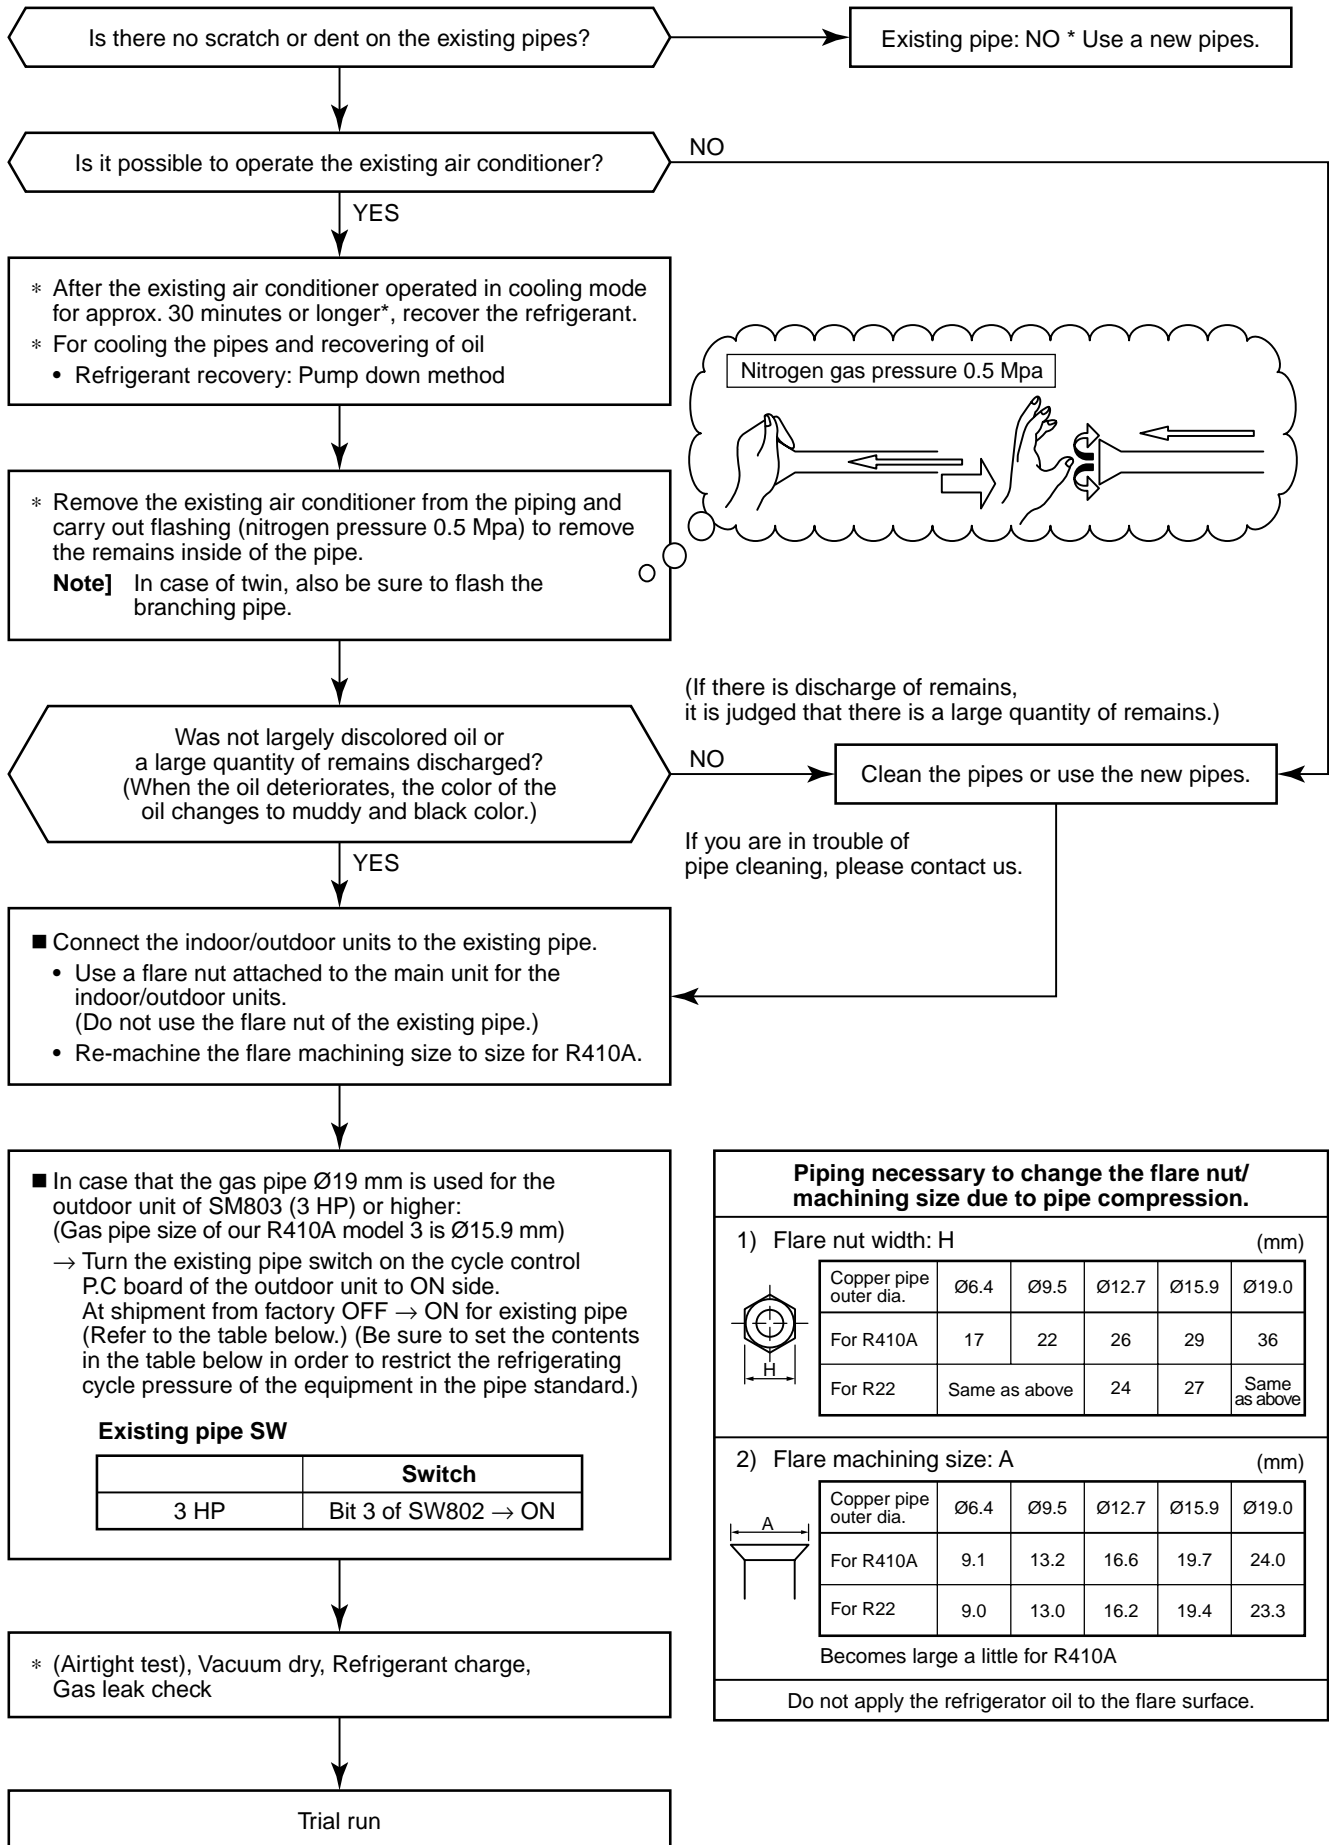 Is there no scratch or dent on the existing pipes?
Existing pipe: NO * Use a new pipes.
Is it possible to operate the existing air conditioner?
NO
YES
* After the existing air conditioner operated in cooling mode
for approx. 30 minutes or longer*, recover the refrigerant.
* For cooling the pipes and recovering of oil
• Refrigerant recovery: Pump down method
Nitrogen gas pressure 0.5 Mpa
* Remove the existing air conditioner from the piping and
carry out flashing (nitrogen pressure 0.5 Mpa) to remove
the remains inside of the pipe.
Note] In case of twin, also be sure to flash the
branching pipe.
(If there is discharge of remains,
it is judged that there is a large quantity of remains.)
Was not largely discolored oil or
a large quantity of remains discharged?
(When the oil deteriorates, the color of the
oil changes to muddy and black color.)
NO
Clean the pipes or use the new pipes.
If you are in trouble of
pipe cleaning, please contact us.
YES
■ Connect the indoor/outdoor units to the existing pipe.
• Use a flare nut attached to the main unit for the
indoor/outdoor units.
(Do not use the flare nut of the existing pipe.)
• Re-machine the flare machining size to size for R410A.
■ In case that the gas pipe Ø19 mm is used for the
outdoor unit of SM803 (3 HP) or higher:
(Gas pipe size of our R410A model 3 is Ø15.9 mm)
→ Turn the existing pipe switch on the cycle control
P.C board of the outdoor unit to ON side.
At shipment from factory OFF → ON for existing pipe
(Refer to the table below.) (Be sure to set the contents
in the table below in order to restrict the refrigerating
cycle pressure of the equipment in the pipe standard.)
Existing pipe SW
Switch
3 HP Bit 3 of SW802 → ON
Piping necessary to change the flare nut/
machining size due to pipe compression.
1) Flare nut width: H (mm)
H
Copper pipe
outer dia. Ø6.4 Ø9.5 Ø12.7 Ø15.9 Ø19.0
For R410A 17 22 26 29 36
For R22 Same as above 24 27 Same
as above
2) Flare machining size: A (mm)
A
Copper pipe
outer dia. Ø6.4 Ø9.5 Ø12.7 Ø15.9 Ø19.0
For R410A 9.1 13.2 16.6 19.7 24.0
For R22 9.0 13.0 16.2 19.4 23.3
Becomes large a little for R410A
Do not apply the refrigerator oil to the flare surface.
* (Airtight test), Vacuum dry, Refrigerant charge,
Gas leak check
Trial run